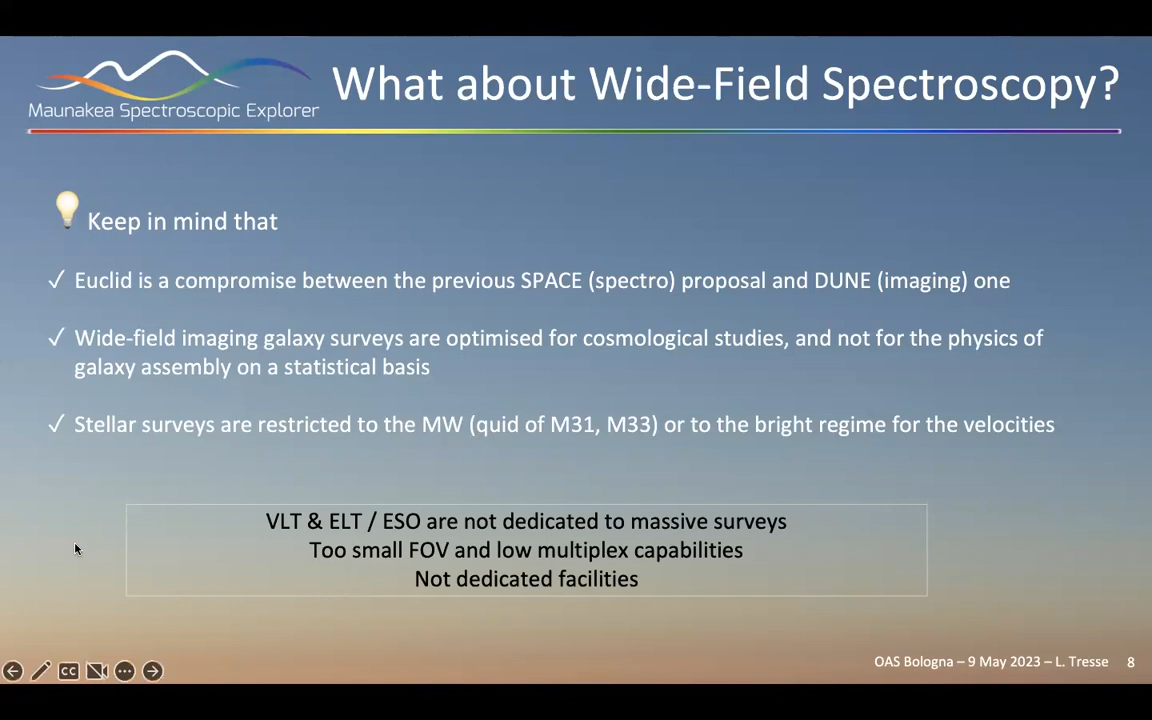 Maunakea Spectroscopic Explorer
What about Wide-Field Spectroscopy?
Keep in mind that
✓ Euclid is a compromise between the previous SPACE (spectro) proposal and DUNE (imaging) one
✓ Wide-field imaging galaxy surveys are optimised for cosmological studies, and not for the physics of
galaxy assembly on a statistical basis
✓ Stellar surveys are restricted to the MW (quid of M31, M33) or to the bright regime for the velocities
VLT & ELT / ESO are not dedicated to massive surveys
Too small FOV and low multiplex capabilities
Not dedicated facilities
CC
OAS Bologna – 9 May 2023 – L. Tresse 8